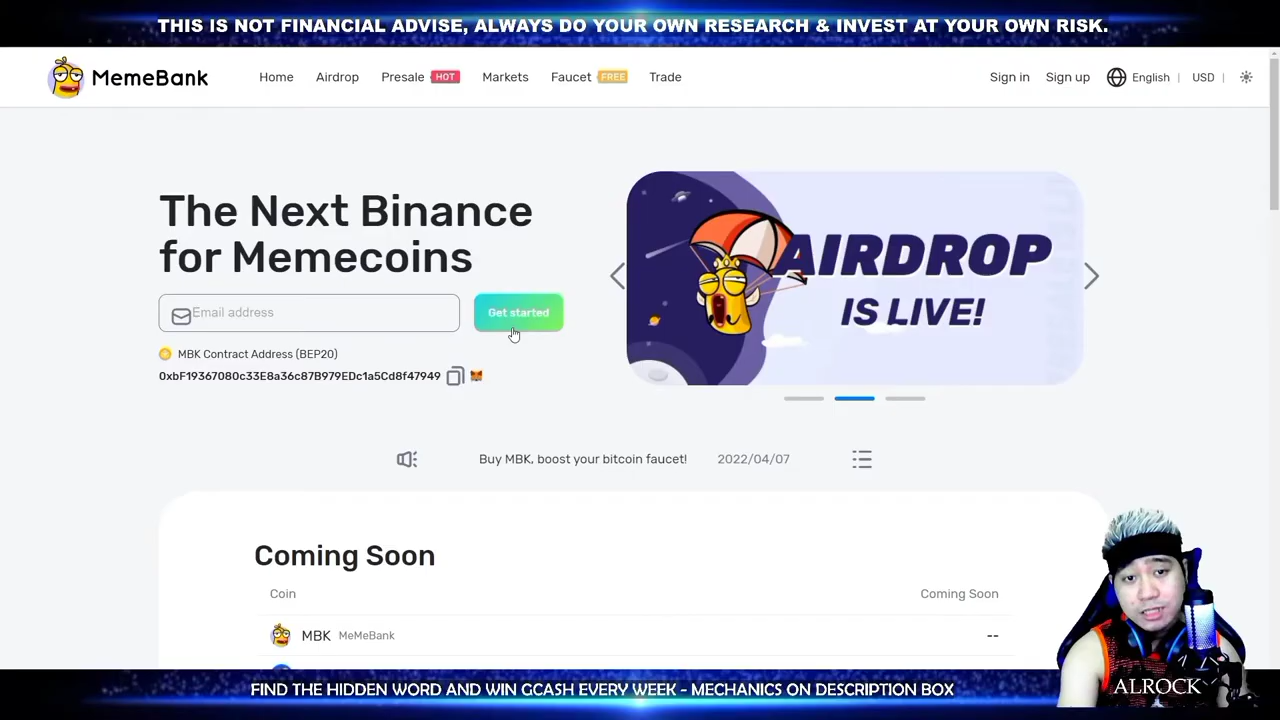 THIS IS NOT FINANCIAL ADVISE, ALWAYS DO YOUR OWN RESEARCH & INVEST AT YOUR OWN RISK.
MemeBank
Home
Airdrop
Presale HOT
Markets
Faucet FREE
Trade
Sign in
Sign up
English
USD
The Next Binance
for Memecoins
Email address
Get started
MBK Contract Address (BEP20)
0xbF19367080c33E8a36c87B979EDc1a5Cd8f47949
AIRDROP
IS LIVE!
Buy MBK, boost your bitcoin faucet! 2022/04/07
Coming Soon
Coin
Coming Soon
MBK MeMeBank
--
ALROCK
FIND THE HIDDEN WORD AND WIN GCASH EVERY WEEK - MECHANICS ON DESCRIPTION BOX